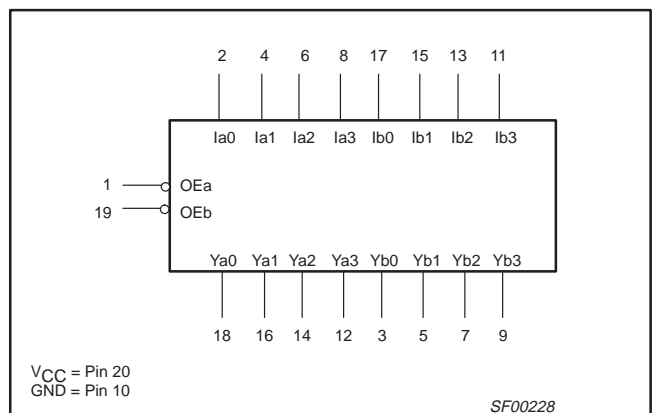 2 4 6 8 17 15 13 11
Ia0 Ia1 Ia2 Ia3 Ib0 Ib1 Ib2 Ib3
1 OEa
19 OEb
Ya0 Ya1 Ya2 Ya3 Yb0 Yb1 Yb2 Yb3
18 16 14 12 3 5 7 9
VCC = Pin 20
GND = Pin 10
SF00228